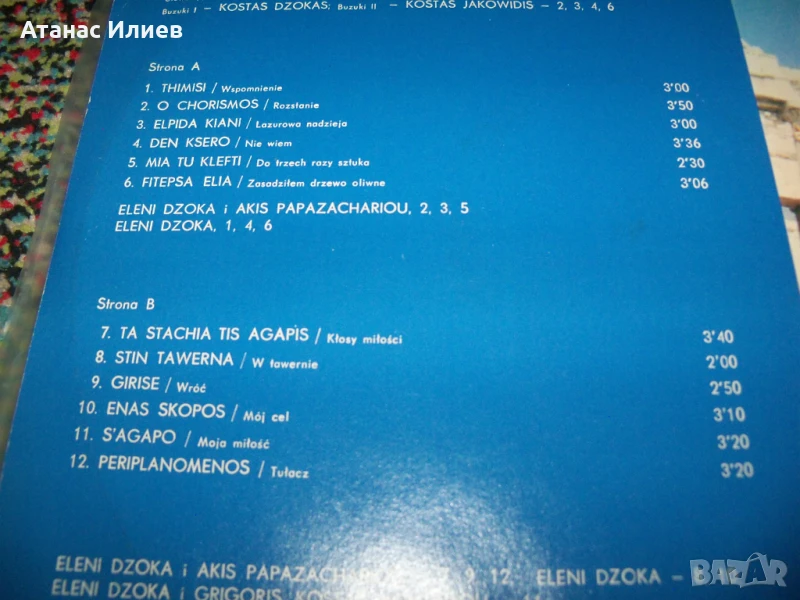 Атанас Илиев
Buzuki I – KOSTAS DZOKAS; Buzuki II – KOSTAS JAKOWIDIS – 2, 3, 4, 6
Strona A
1. THIMISI / Wspomnienie 3'00
2. O CHORISMOS / Rozstanie 3'50
3. ELPIDA KIANI / Lazurowa nadzieja 3'00
4. DEN KSERO / Nie wiem 3'36
5. MIA TU KLEFTI / Do trzech razy sztuka 2'30
6. FITEPSA ELIA / Zasadziłem drzewo oliwne 3'06
ELENI DZOKA i AKIS PAPAZACHARIOU, 2, 3, 5
ELENI DZOKA, 1, 4, 6
Strona B
7. TA STACHIA TIS AGAPIS / Kłosy miłości 3'40
8. STIN TAWERNA / W tawernie 2'00
9. GIRISE / Wróć 2'50
10. ENAS SKOPOS / Mój cel 3'10
11. S'AGAPO / Moja miłość 3'20
12. PERIPLANOMENOS / Tułacz 3'20
ELENI DZOKA i AKIS 9 12, ELENI DZOKA –
ELENI DZOKA i GRIGORIS
BAZAR